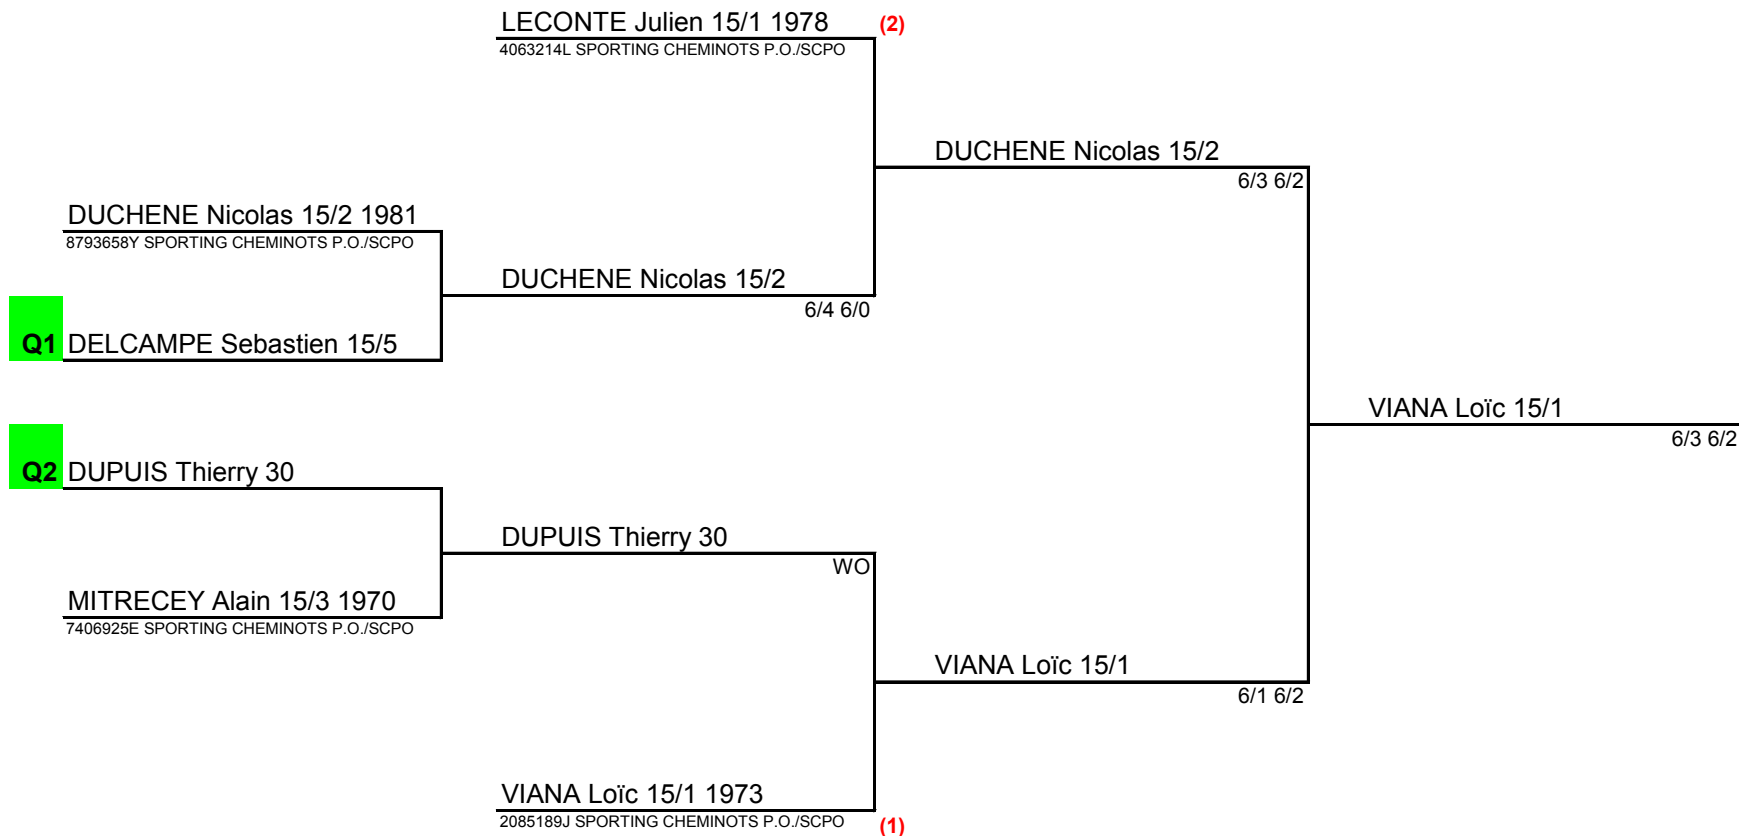 LECONTE Julien 15/1 1978
(2)
4063214L SPORTING CHEMINOTS P.O./SCPO
DUCHENE Nicolas 15/2
6/3 6/2
DUCHENE Nicolas 15/2 1981
8793658Y SPORTING CHEMINOTS P.O./SCPO
DUCHENE Nicolas 15/2
6/4 6/0
Q1 DELCAMPE Sebastien 15/5
VIANA Loïc 15/1
6/3 6/2
Q2 DUPUIS Thierry 30
DUPUIS Thierry 30
WO
MITRECEY Alain 15/3 1970
7406925E SPORTING CHEMINOTS P.O./SCPO
VIANA Loïc 15/1
6/1 6/2
VIANA Loïc 15/1 1973
2085189J SPORTING CHEMINOTS P.O./SCPO
(1)